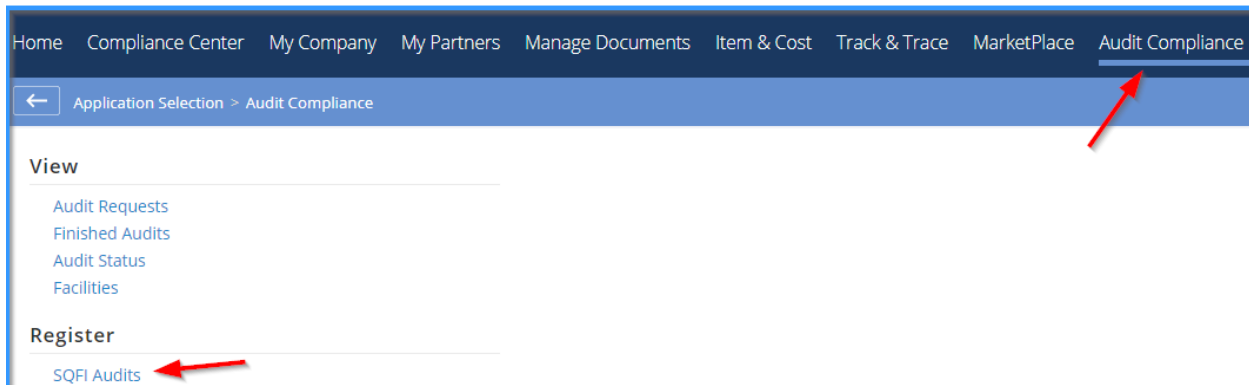 Home Compliance Center My Company My Partners Manage Documents Item & Cost Track & Trace MarketPlace Audit Compliance
Application Selection > Audit Compliance
View
Audit Requests
Finished Audits
Audit Status
Facilities
Register
SQFI Audits